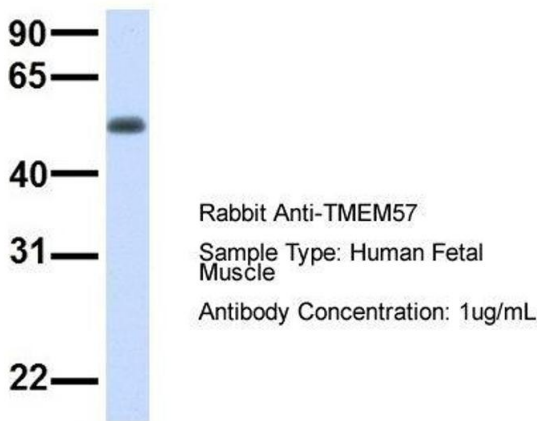 90
65
40
31
22
Rabbit Anti-TMEM57
Sample Type: Human Fetal
Muscle
Antibody Concentration: 1ug/mL